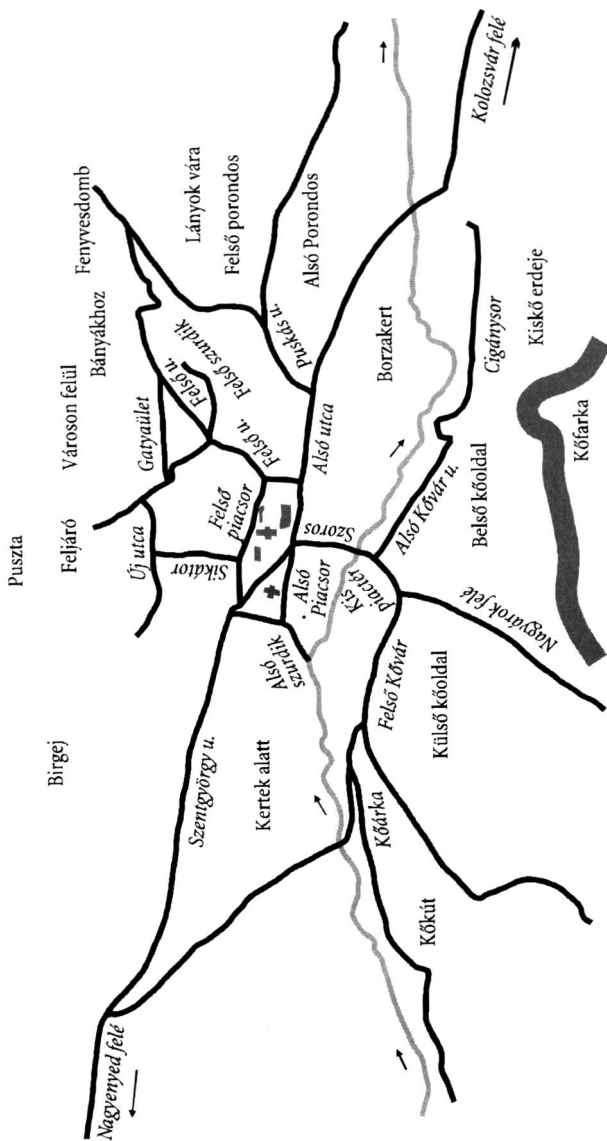 Puszta
Birgej
Feljáró
Városon felül
Bányákhoz
Fenyvesdomb
Lányok vára
Felső porondos
Alsó Porondos
Új utca
Gatyaület
Felső u.
Felső szurdik
Sikátor
Felső
piacsor
Felső u.
Puskás u.
Szentgyörgy u.
Alsó
szurdik
Alsó
Piacsor
Szoros
Alsó utca
Kis
piactér
Borzakert
Kertek alatt
Nagyenyed felé
Kolozsvár felé
Felső Kővár
Alsó Kővár u.
Cigánysor
Kőárka
Kőkút
Külső kőoldal
Nagyárok felé
Belső kőoldal
Kiskő erdeje
Kőfarka